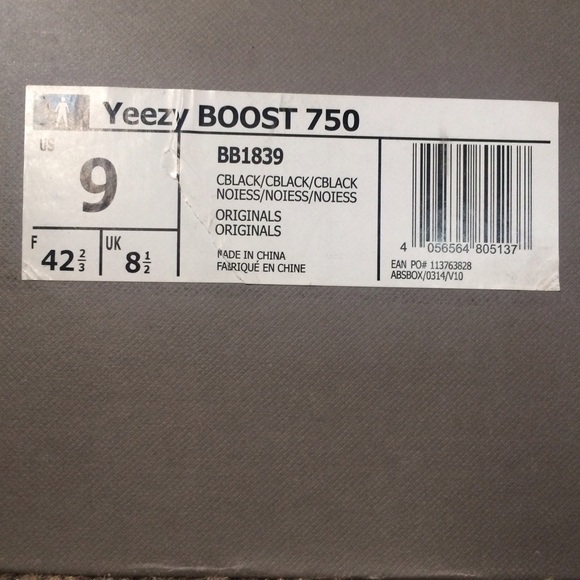 Yeezy BOOST 750
US
9
F 42 2/3
UK 8 1/2
BB1839
CBLACK/CBLACK/CBLACK
NOIESS/NOIESS/NOIESS
ORIGINALS
ORIGINALS
MADE IN CHINA
FABRIQUÉ EN CHINE
4 056564 805137
EAN PO# 113763828
ABSBOX/0314/V10